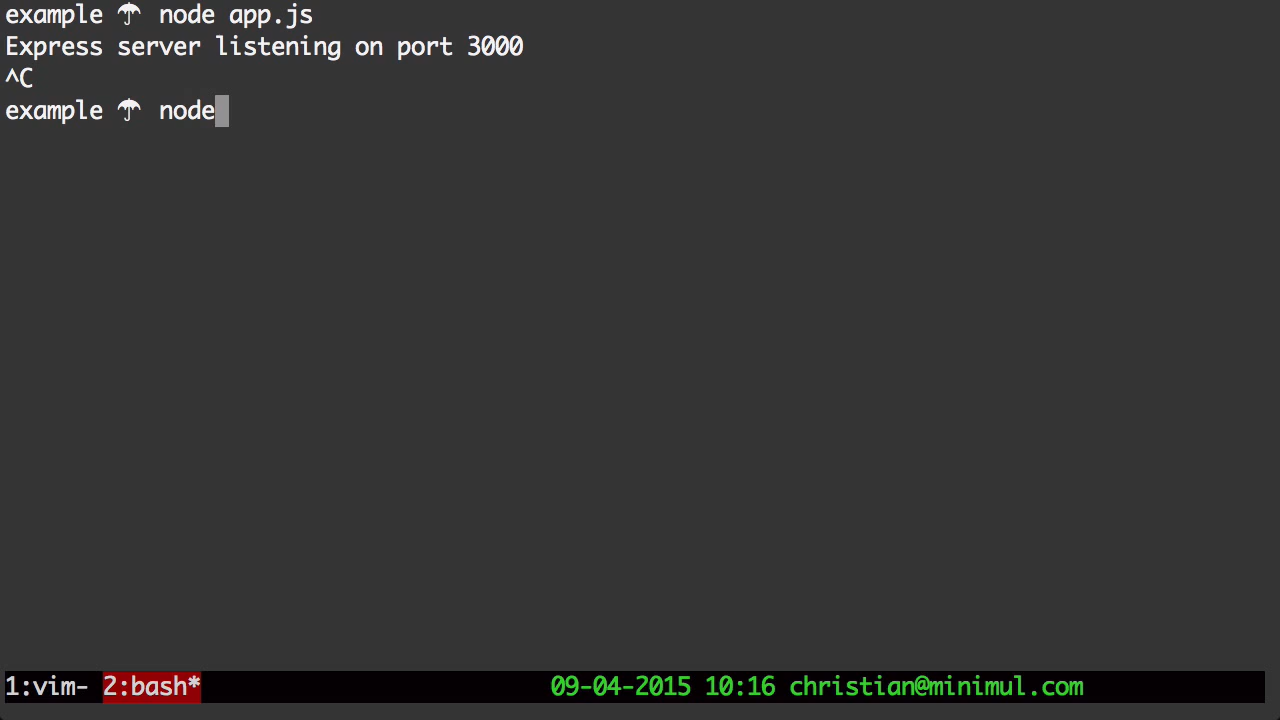 example ☂ node app.js
Express server listening on port 3000
^C
example ☂ node
1:vim- 2:bash* 09-04-2015 10:16 christian@minimul.com